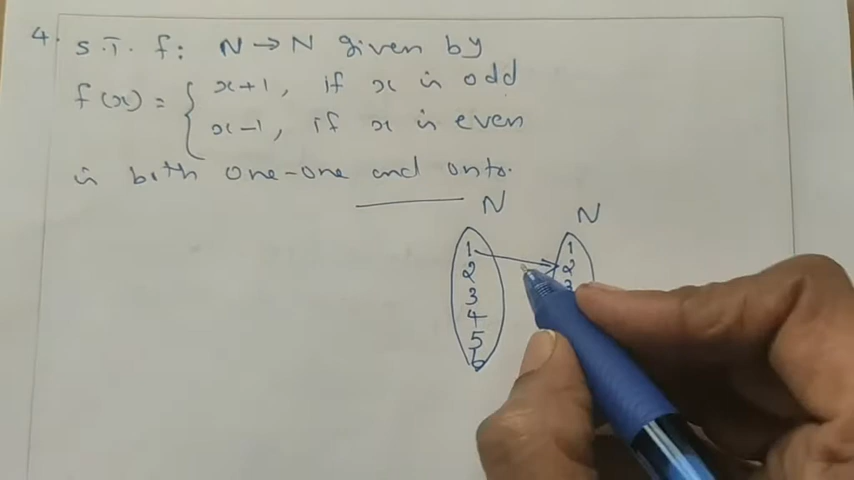 4. S.T. f: N → N given by
f(x) = { x+1, if x is odd
x-1, if x is even
is both one-one and onto.
N N
1 1
2 2
3 3
4
5
6